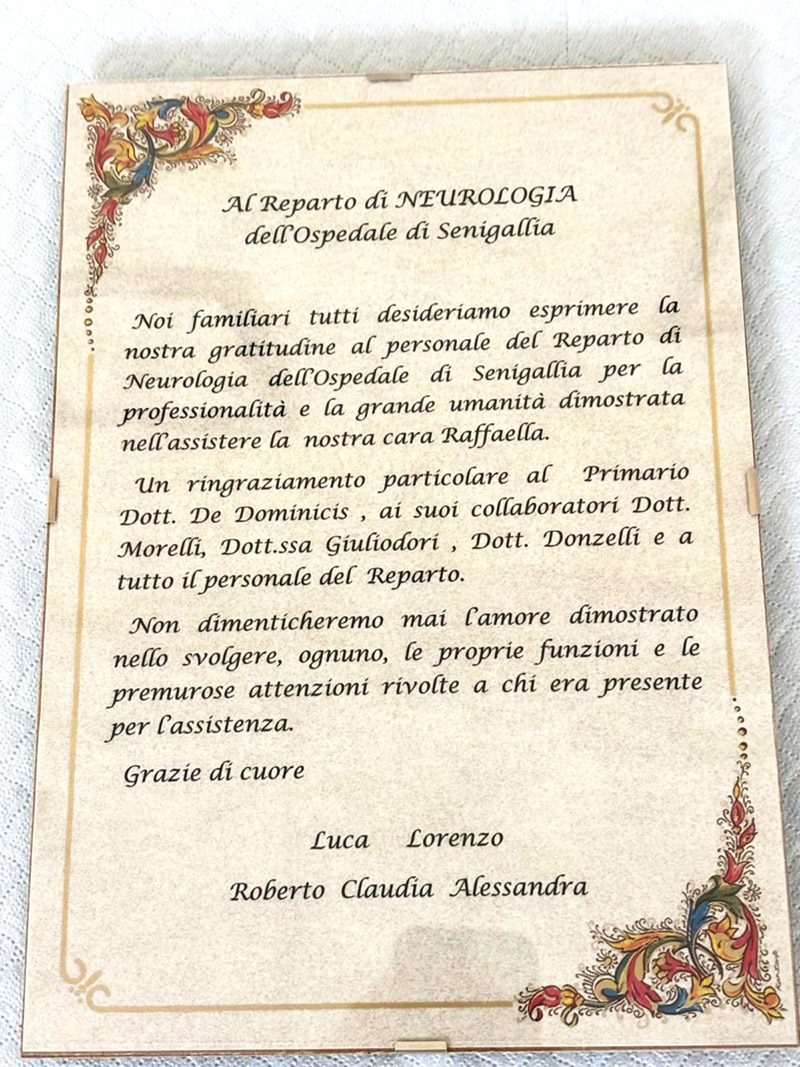 Al Reparto di NEUROLOGIA
dell'Ospedale di Senigallia
Noi familiari tutti desideriamo esprimere la
nostra gratitudine al personale del Reparto di
Neurologia dell'Ospedale di Senigallia per la
professionalità e la grande umanità dimostrata
nell'assistere la nostra cara Raffaella.
Un ringraziamento particolare al Primario
Dott. De Dominicis , ai suoi collaboratori Dott.
Morelli, Dott.ssa Giuliodori , Dott. Donzelli e a
tutto il personale del Reparto.
Non dimenticheremo mai l'amore dimostrato
nello svolgere, ognuno, le proprie funzioni e le
premurose attenzioni rivolte a chi era presente
per l'assistenza.
Grazie di cuore
Luca Lorenzo
Roberto Claudia Alessandra